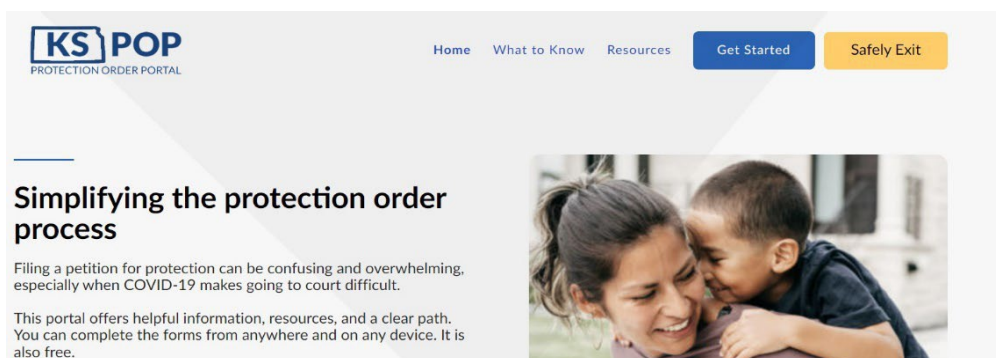 KS POP
PROTECTION ORDER PORTAL
Home What to Know Resources Get Started Safely Exit
Simplifying the protection order
process
Filing a petition for protection can be confusing and overwhelming,
especially when COVID-19 makes going to court difficult.
This portal offers helpful information, resources, and a clear path.
You can complete the forms from anywhere and on any device. It is
also free.